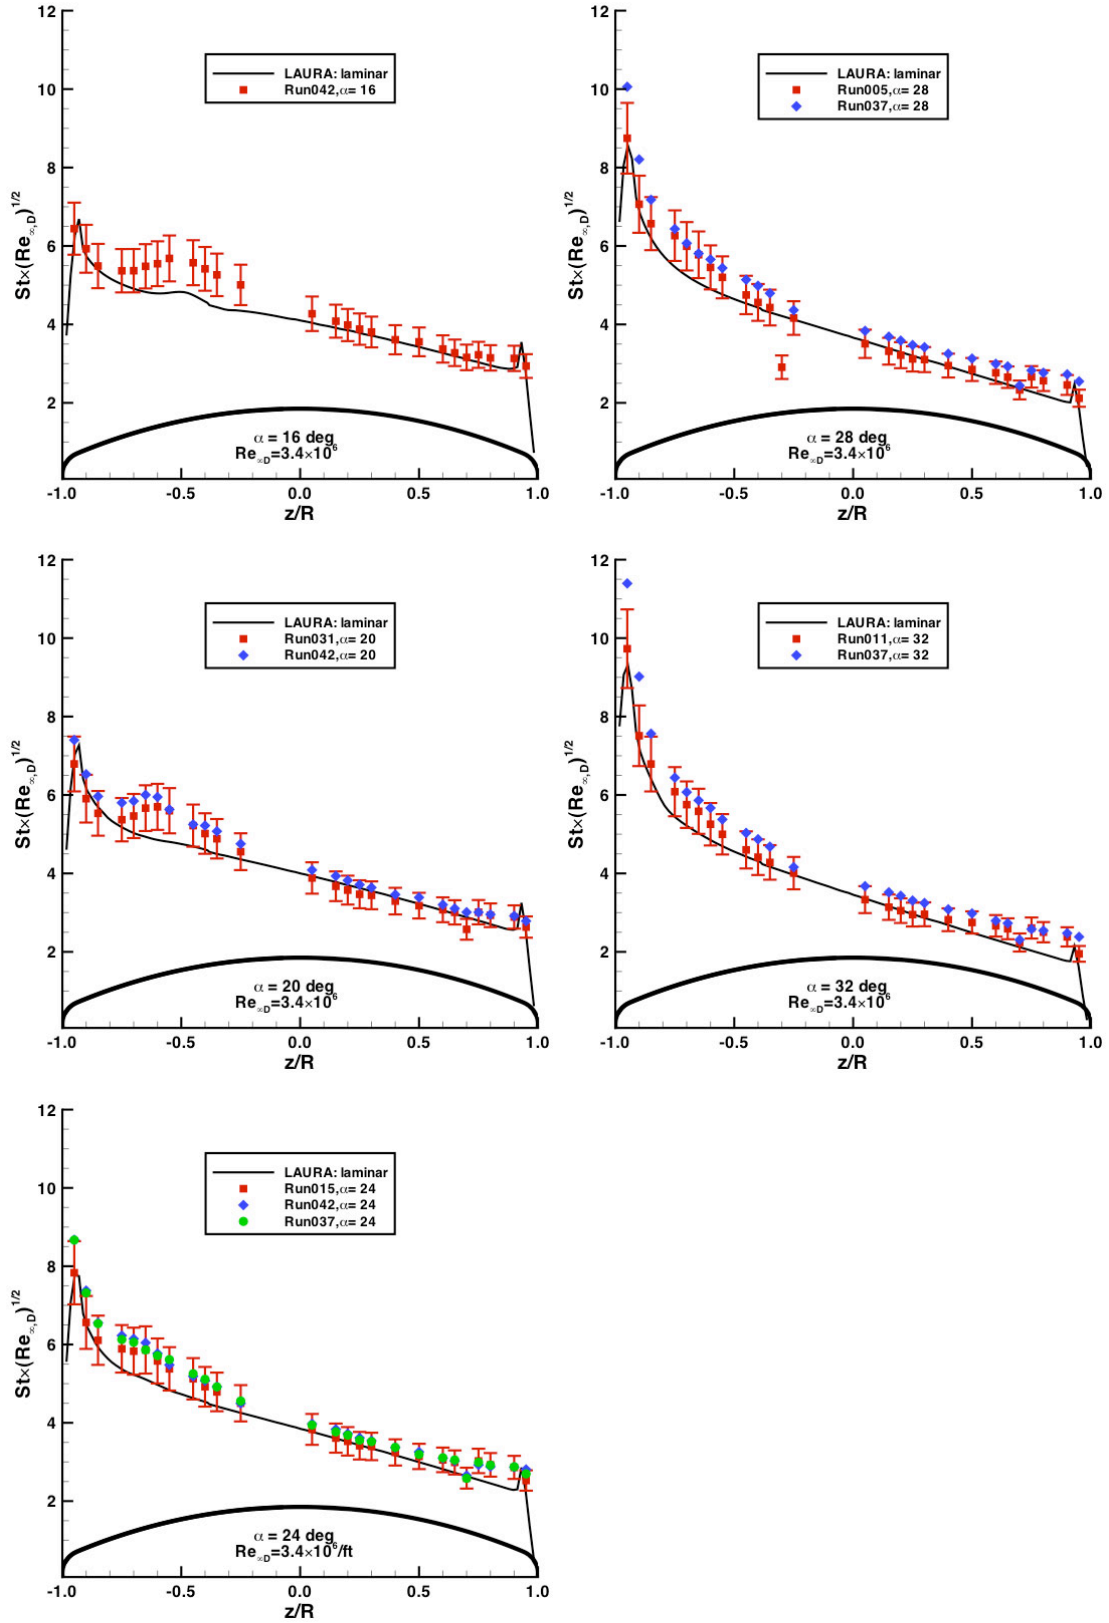 12
10
8
6
4
2
St×(Re∞,D)1/2
LAURA: laminar
Run042,α= 16
α = 16 deg
Re∞D=3.4×10⁶
-1.0 -0.5 0.0 0.5 1.0
z/R
12
10
8
6
4
2
St×(Re∞,D)1/2
LAURA: laminar
Run005,α= 28
Run037,α= 28
α = 28 deg
Re∞D=3.4×10⁶
-1.0 -0.5 0.0 0.5 1.0
z/R
12
10
8
6
4
2
St×(Re∞,D)1/2
LAURA: laminar
Run031,α= 20
Run042,α= 20
α = 20 deg
Re∞D=3.4×10⁶
-1.0 -0.5 0.0 0.5 1.0
z/R
12
10
8
6
4
2
St×(Re∞,D)1/2
LAURA: laminar
Run011,α= 32
Run037,α= 32
α = 32 deg
Re∞D=3.4×10⁶
-1.0 -0.5 0.0 0.5 1.0
z/R
12
10
8
6
4
2
St×(Re∞,D)1/2
LAURA: laminar
Run015,α= 24
Run042,α= 24
Run037,α= 24
α = 24 deg
Re∞D=3.4×10⁶/ft
-1.0 -0.5 0.0 0.5 1.0
z/R